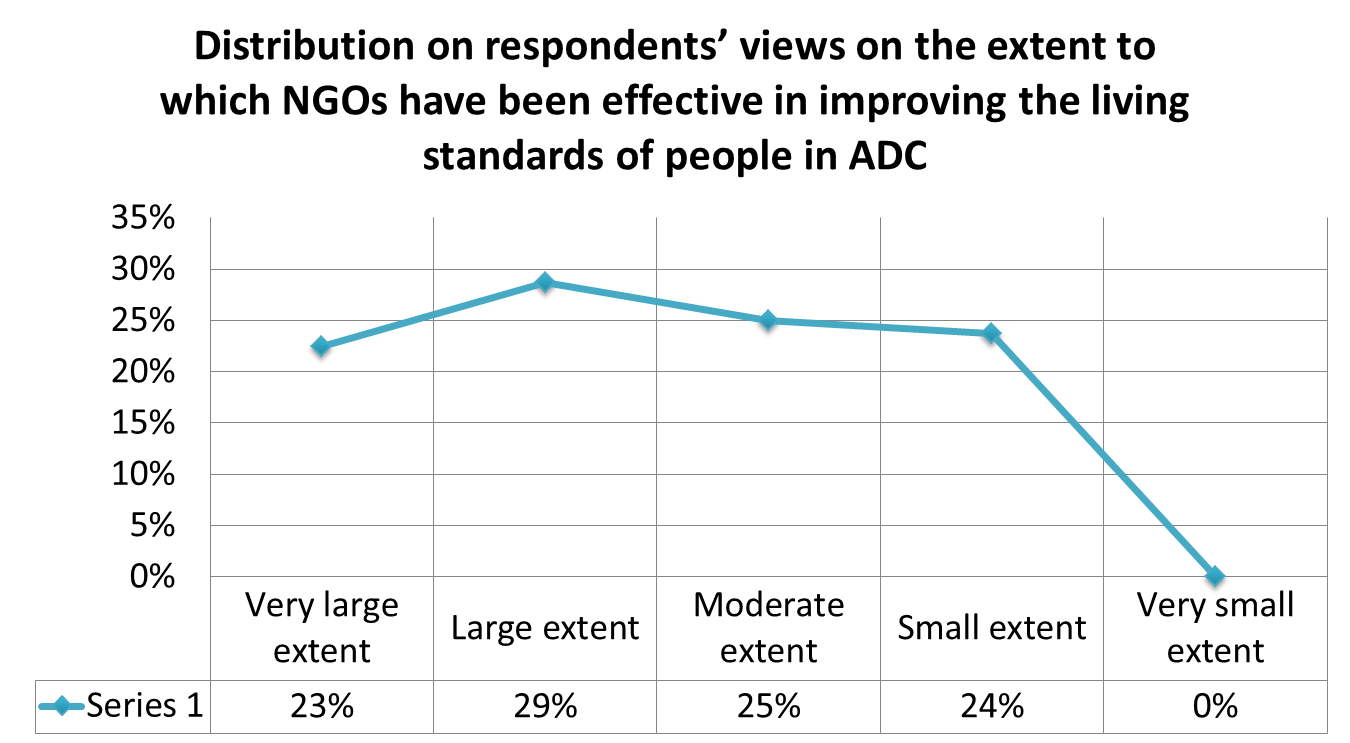 Distribution on respondents’ views on the extent to
which NGOs have been effective in improving the living
standards of people in ADC
35%
30%
25%
20%
15%
10%
5%
0%
Very large
extent
Large extent
Moderate
extent
Small extent
Very small
extent
Series 1 23% 29% 25% 24% 0%